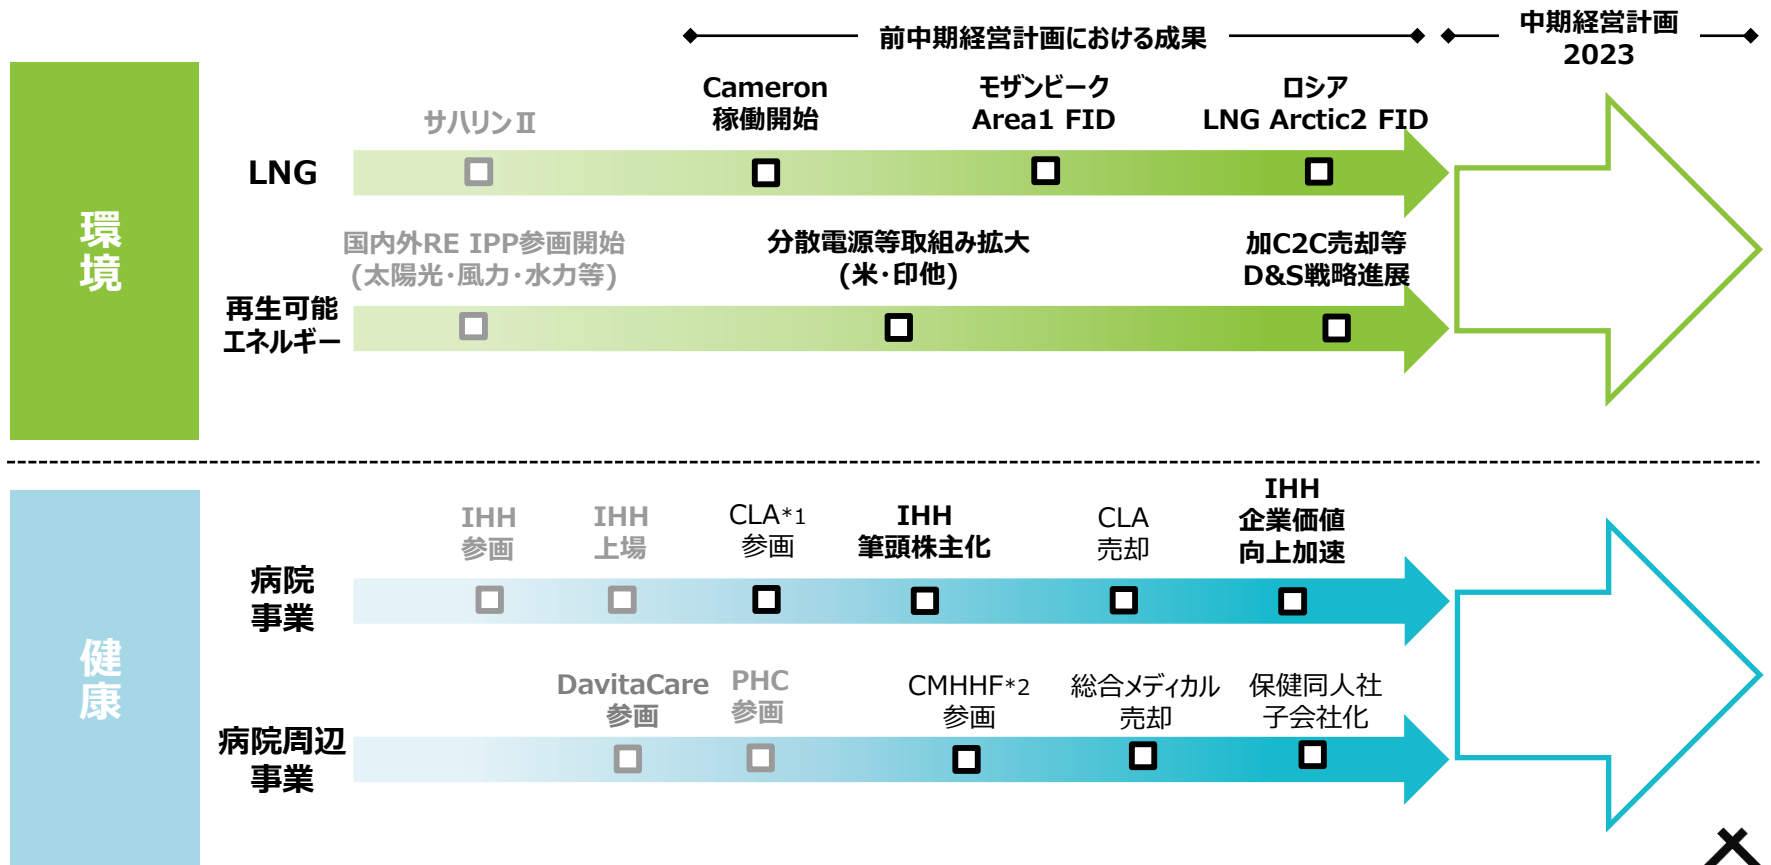 前中期経営計画における成果
中期経営計画
2023
環境
LNG
サハリンⅡ
Cameron
稼働開始
モザンビーク
Area1 FID
ロシア
LNG Arctic2 FID
再生可能
エネルギー
国内外RE IPP参画開始
(太陽光・風力・水力等)
分散電源等取組み拡大
(米・印他)
加C2C売却等
D&S戦略進展
健康
病院
事業
IHH
参画
IHH
上場
CLA*1
参画
IHH
筆頭株主化
CLA
売却
IHH
企業価値
向上加速
病院周辺
事業
DavitaCare
参画
PHC
参画
CMHHF*2
参画
総合メディカル
売却
保健同人社
子会社化